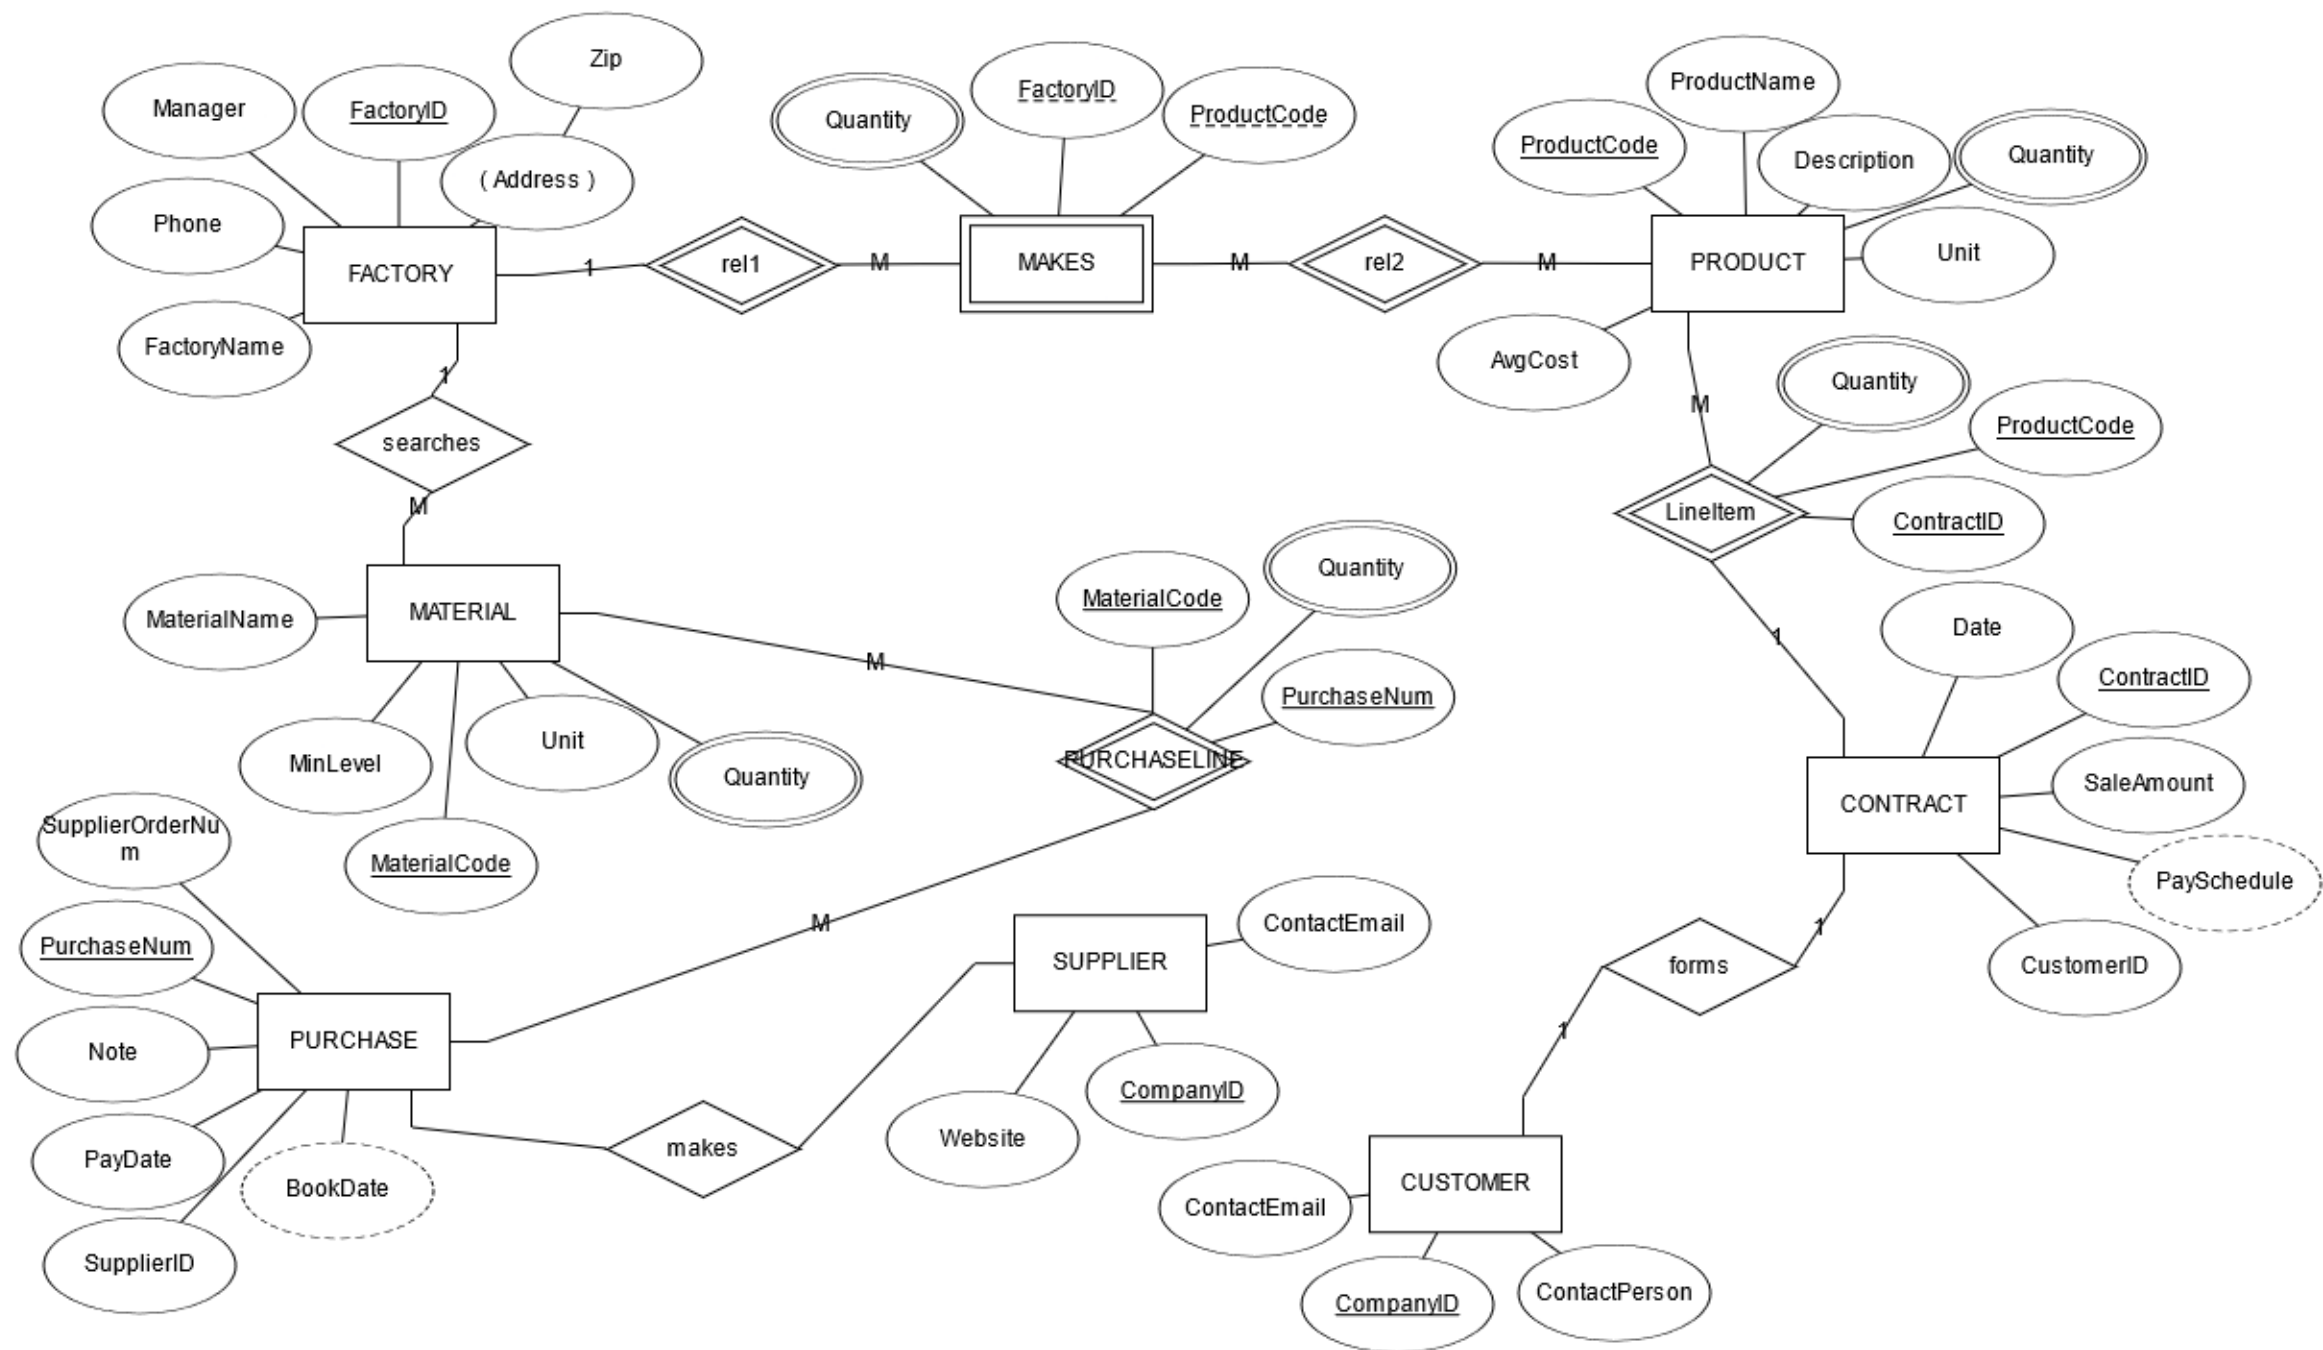 Zip
Manager
FactoryID
( Address )
Phone
FACTORY
FactoryName
1
rel1
M
Quantity
FactoryID
ProductCode
MAKES
M
rel2
M
ProductName
ProductCode
Description
Quantity
Unit
PRODUCT
AvgCost
1
searches
M
M
Quantity
ProductCode
LineItem
ContractID
MaterialName
MATERIAL
MinLevel
Unit
Quantity
MaterialCode
M
MaterialCode
Quantity
PurchaseNum
PURCHASELINE
1
Date
ContractID
SaleAmount
CONTRACT
PaySchedule
CustomerID
SupplierOrderNu
m
PurchaseNum
Note
PURCHASE
PayDate
BookDate
SupplierID
M
makes
SUPPLIER
ContactEmail
CompanyID
Website
1
forms
1
CUSTOMER
ContactEmail
CompanyID
ContactPerson